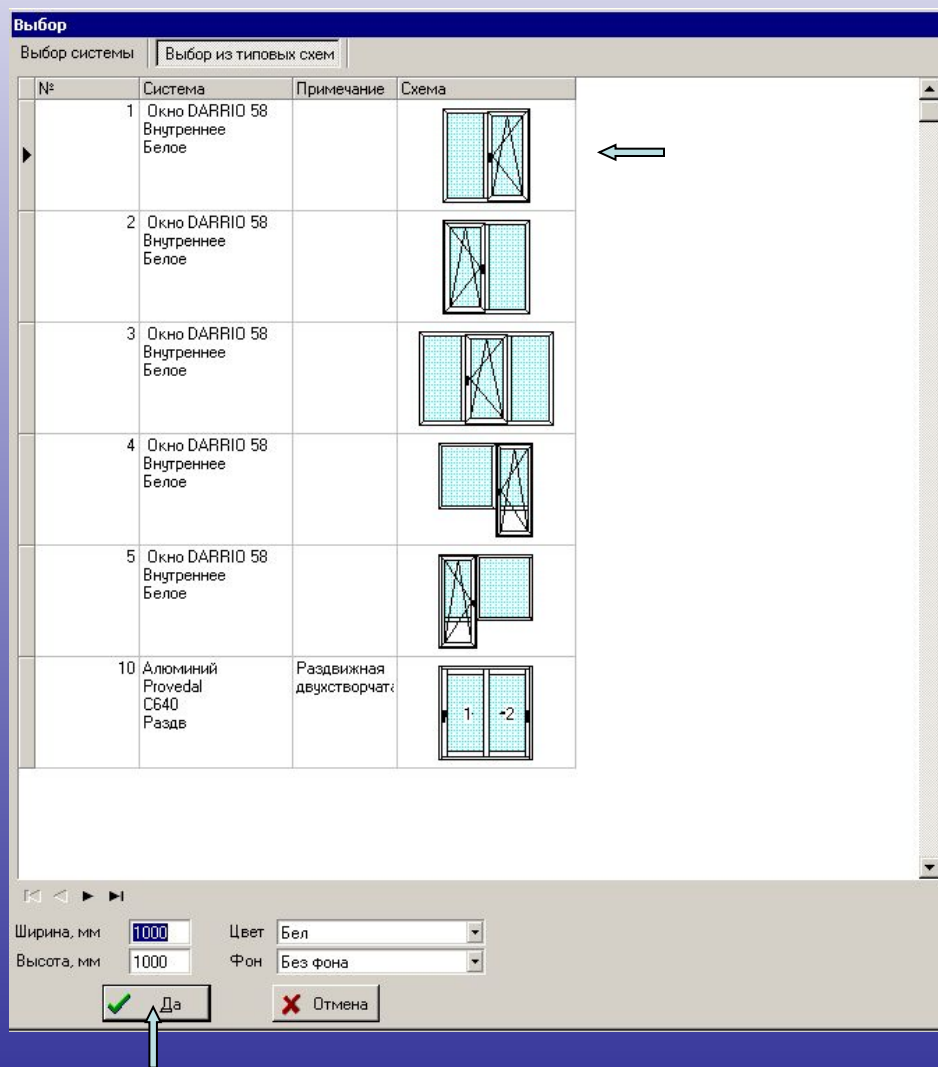 Выбор
Выбор системы Выбор из типовых схем
№ Система Примечание Схема
1 Окно DARRIO 58
Внутреннее
Белое
2 Окно DARRIO 58
Внутреннее
Белое
3 Окно DARRIO 58
Внутреннее
Белое
4 Окно DARRIO 58
Внутреннее
Белое
5 Окно DARRIO 58
Внутреннее
Белое
10 Алюминий Раздвижная
Provedal двухстворчата
C640
Раздв
1 2
Ширина, мм 1000 Цвет Бел
Высота, мм 1000 Фон Без фона
Да Отмена